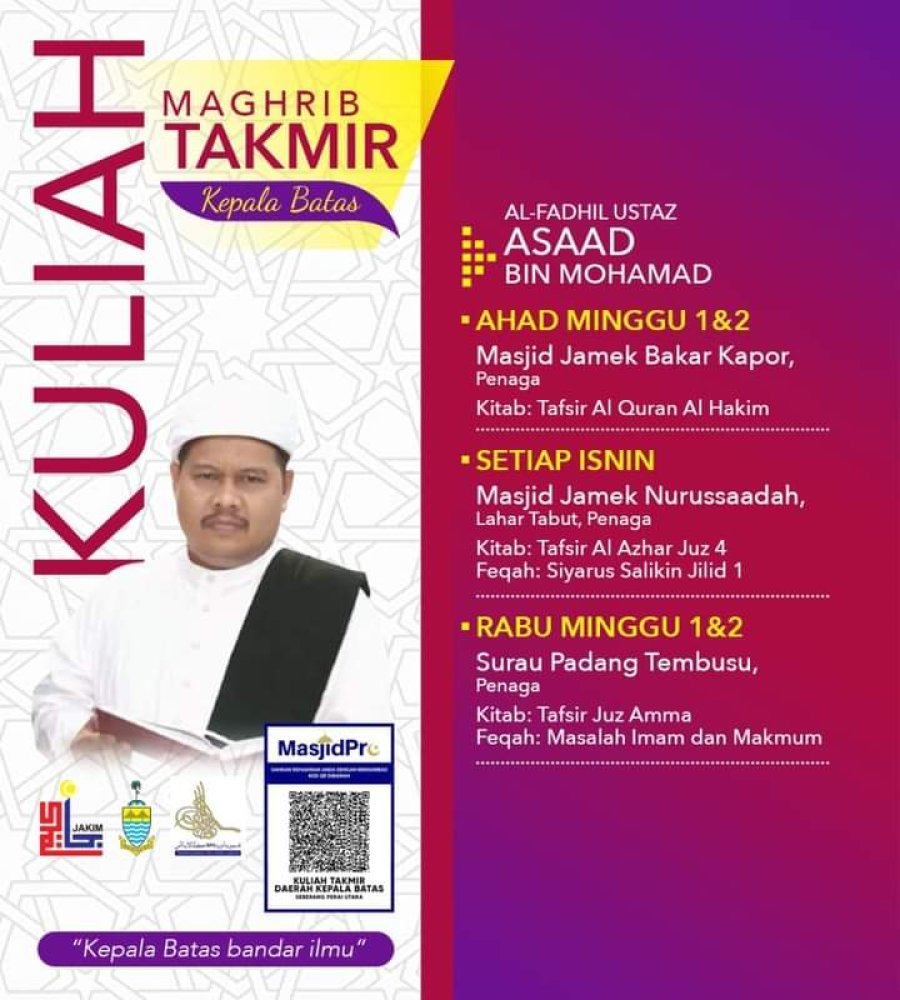 KULIAH
MAGHRIB
TAKMIR
Kepala Batas
AL-FADHIL USTAZ
ASAAD
BIN MOHAMAD
AHAD MINGGU 1&2
Masjid Jamek Bakar Kapor,
Penaga
Kitab: Tafsir Al Quran Al Hakim
SETIAP ISNIN
Masjid Jamek Nurussaadah,
Lahar Tabut, Penaga
Kitab: Tafsir Al Azhar Juz 4
Feqah: Siyarus Salikin Jilid 1
RABU MINGGU 1&2
Surau Padang Tembusu,
Penaga
Kitab: Tafsir Juz Amma
Feqah: Masalah Imam dan Makmum
MasjidPro
KULIAH TAKMIR
DAERAH KEPALA BATAS
SEBERANG PERAI UTARA
JAKIM
"Kepala Batas bandar ilmu"